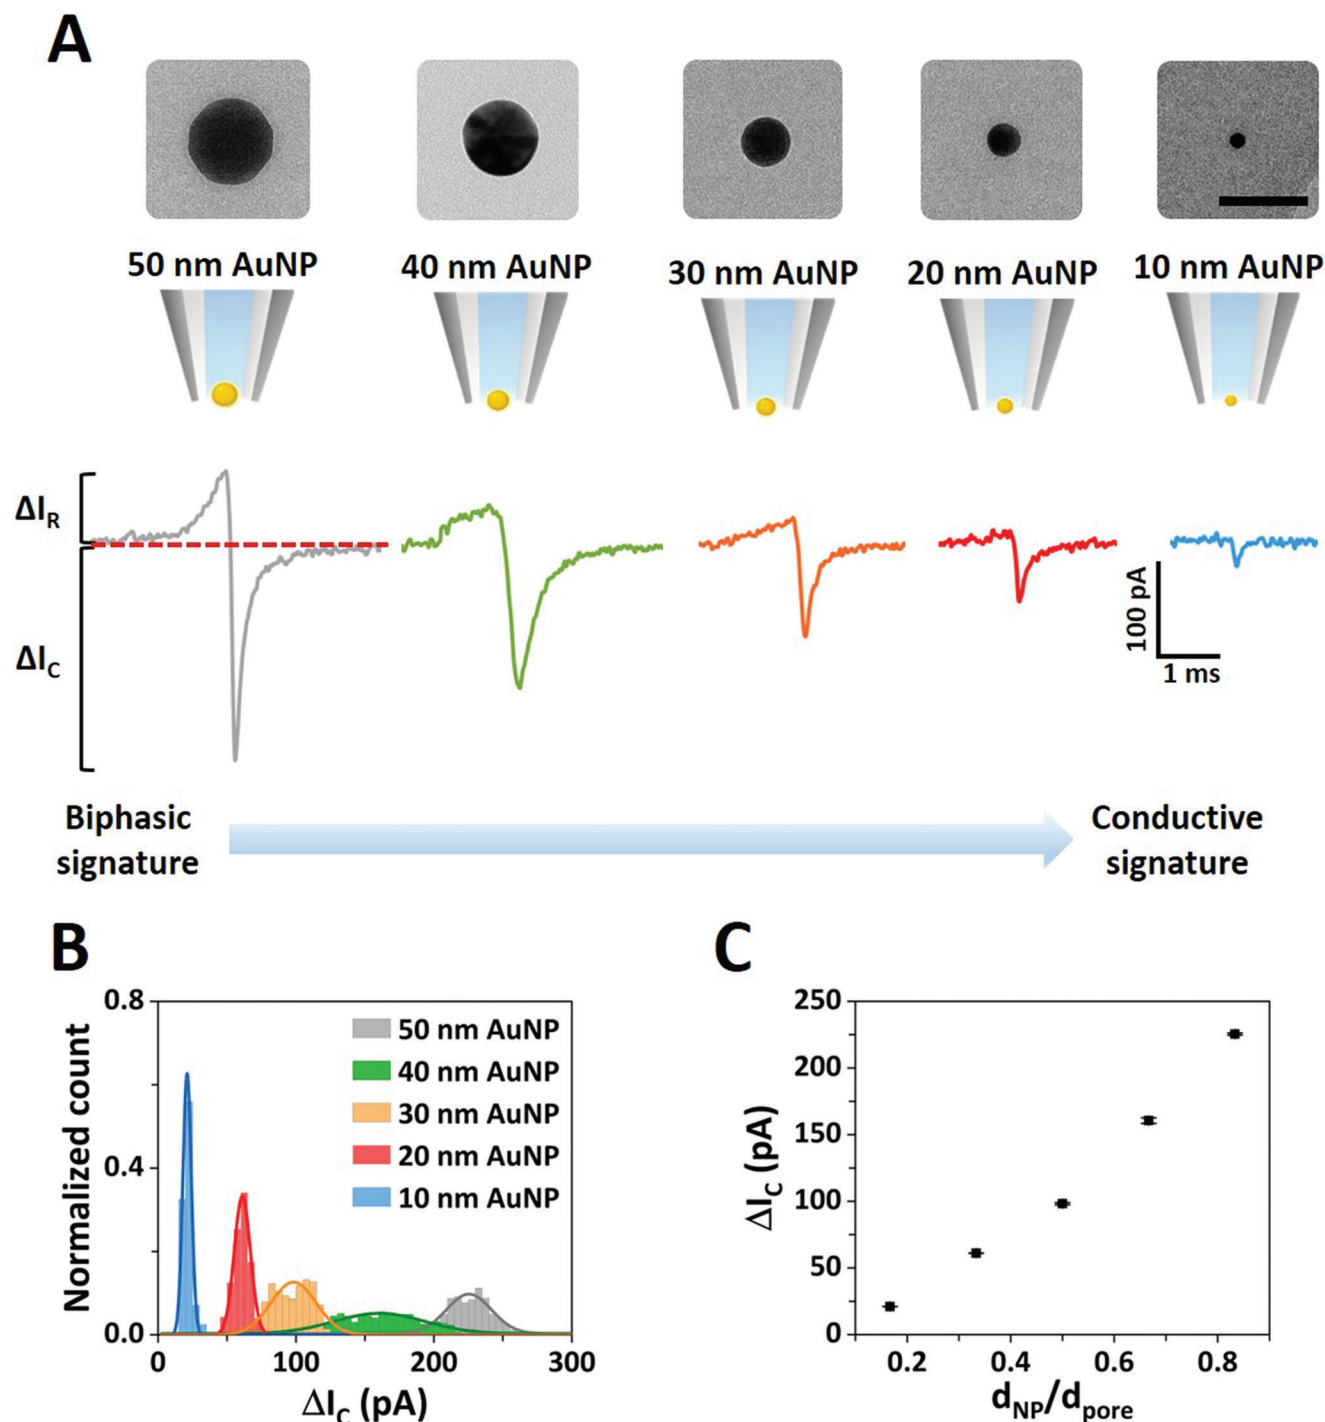 A
50 nm AuNP
40 nm AuNP
30 nm AuNP
20 nm AuNP
10 nm AuNP
ΔI_R
ΔI_C
100 pA
1 ms
Biphasic
signature
Conductive
signature
B
Normalized count
0.8
0.4
0.0
0
100
200
300
ΔI_C (pA)
50 nm AuNP
40 nm AuNP
30 nm AuNP
20 nm AuNP
10 nm AuNP
C
ΔI_C (pA)
250
200
150
100
50
0
0.2
0.4
0.6
0.8
d_NP/d_pore